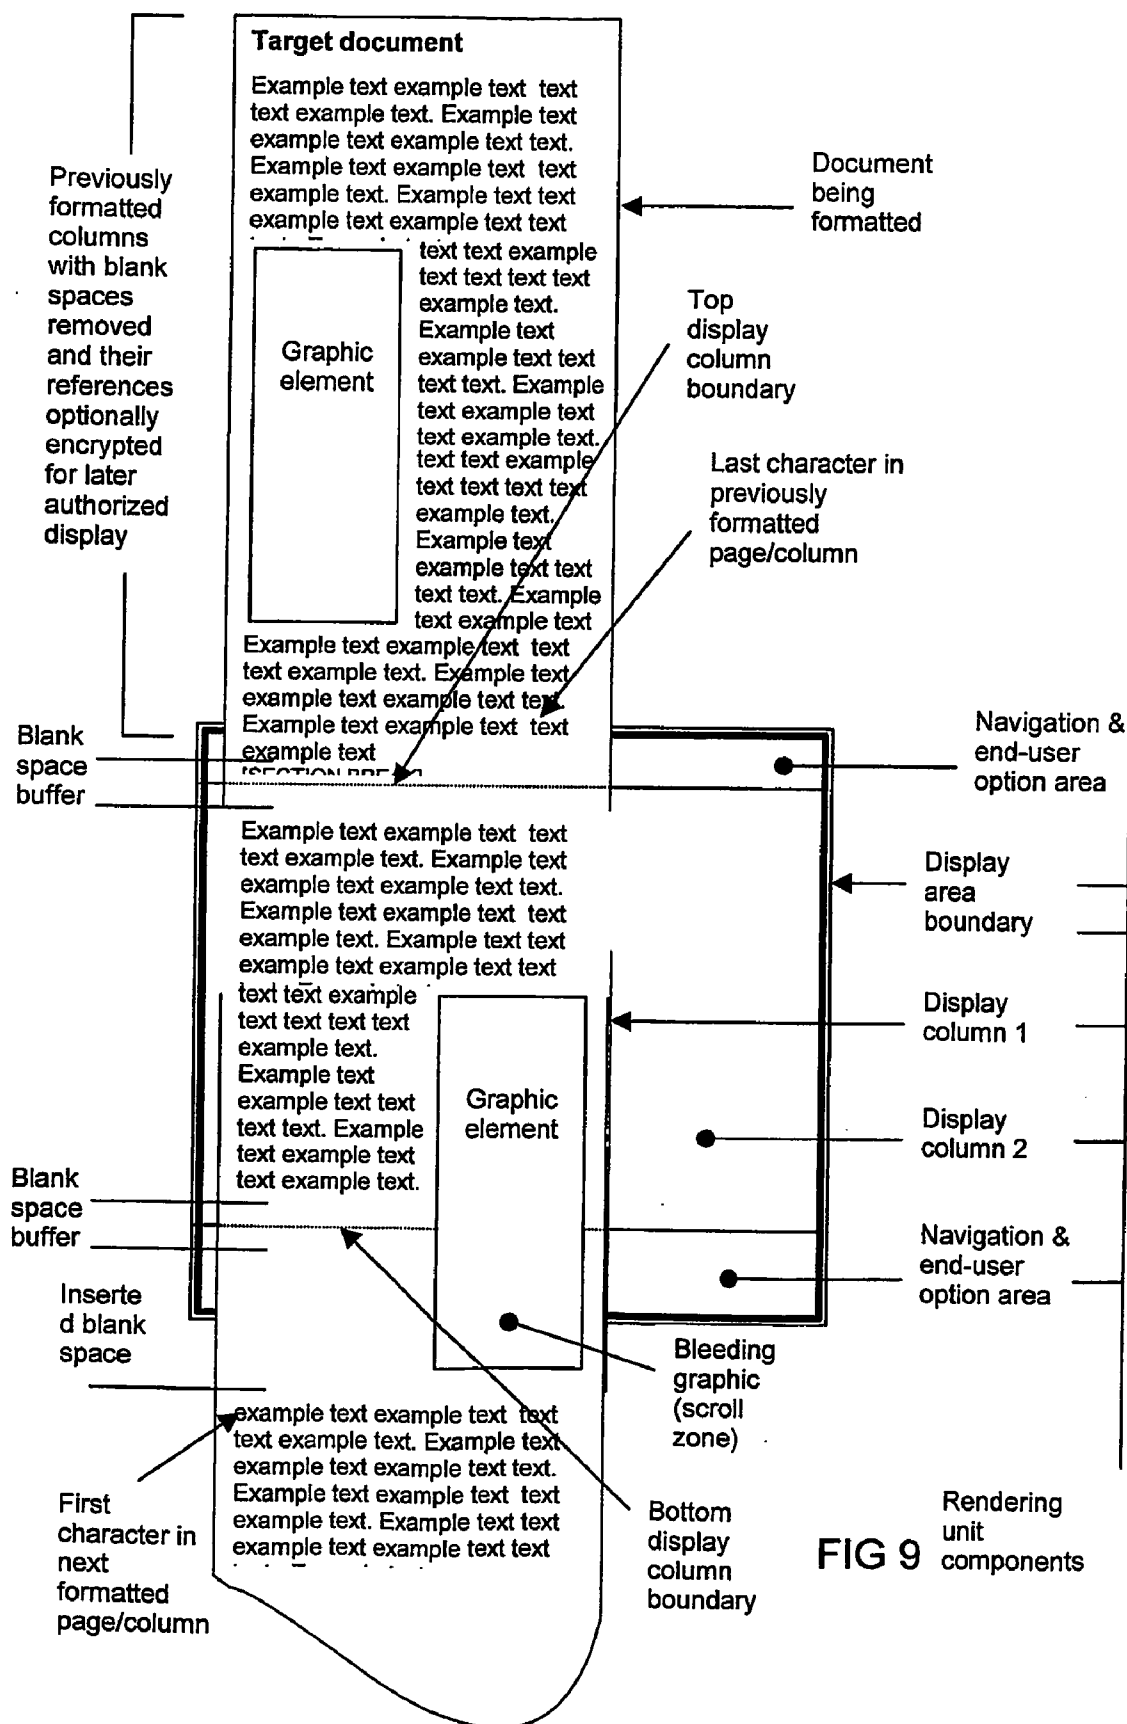 Target document
Example text example text text
text example text. Example text
example text example text text.
Example text example text text
example text. Example text text
example text example text text
text text example
text text text text
example text.
Example text
example text text
text text. Example
text example text
text example text.
text text example
text text text text
example text.
Example text
example text text
text text. Example
text example text
Graphic
element
Example text example text text
text example text. Example text
example text example text text.
Example text example text text
example text
[SECTION BREAK]
Example text example text text
text example text. Example text
example text example text text.
Example text example text text
example text. Example text text
example text example text text
text text example
text text text text
example text.
Example text
example text text
text text. Example
text example text
text example text.
Graphic
element
example text example text text
text example text. Example text
example text example text text.
Example text example text text
example text. Example text text
example text example text text
Previously
formatted
columns
with blank
spaces
removed
and their
references
optionally
encrypted
for later
authorized
display
Blank
space
buffer
Blank
space
buffer
Inserte
d blank
space
First
character in
next
formatted
page/column
Document
being
formatted
Top
display
column
boundary
Last character in
previously
formatted
page/column
Navigation &
end-user
option area
Display
area
boundary
Display
column 1
Display
column 2
Navigation &
end-user
option area
Bleeding
graphic
(scroll
zone)
Bottom
display
column
boundary
Rendering
unit
components
FIG 9